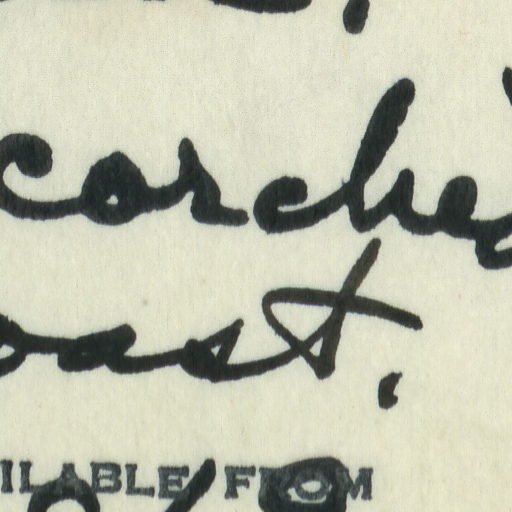 corched
oast.
ILABLE FROM